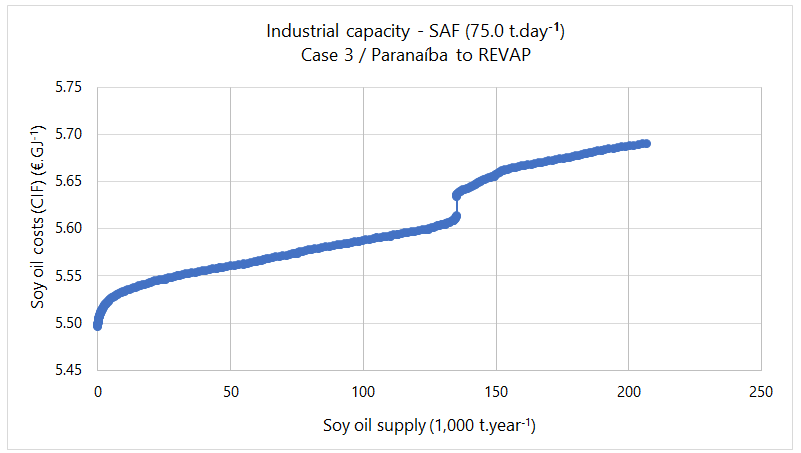 Industrial capacity - SAF (75.0 t.day-1)
Case 3 / Paranaíba to REVAP
5.75
5.70
5.65
5.60
5.55
5.50
5.45
Soy oil costs (CIF) (€.GJ-1)
0 50 100 150 200 250
Soy oil supply (1,000 t.year-1)